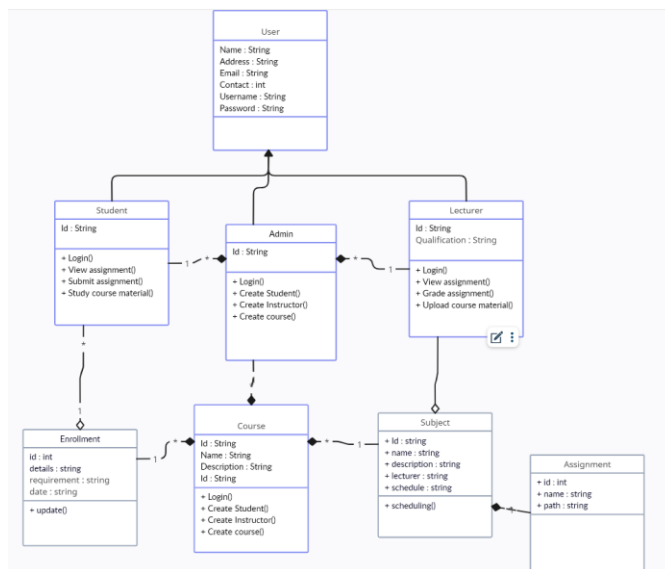 User
Name : String
Address : String
Email : String
Contact : int
Username : String
Password : String
Student
Id : String
+ Login()
+ View assignment()
+ Submit assignment()
+ Study course material()
Admin
Id : String
+ Login()
+ Create Student()
+ Create Instructor()
+ Create course()
Lecturer
Id : String
Qualification : String
+ Login()
+ View assignment()
+ Grade assignment()
+ Upload course material()
1
*
*
1
*
1
Enrollment
id : int
details : string
requirement : string
date : string
+ update()
1
*
Course
Id : String
Name : String
Description : String
Id : String
+ Login()
+ Create Student()
+ Create Instructor()
+ Create course()
*
1
Subject
+ Id : string
+ name : string
+ description : string
+ lecturer : string
+ schedule : string
+ scheduling()
Assignment
+ id : int
+ name : string
+ path : string